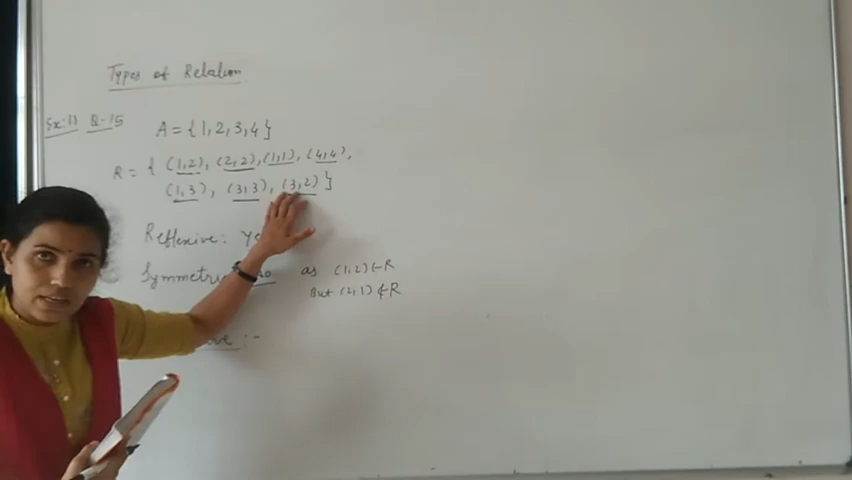 Types of Relation
Ex: 1.1 Q-15
A = { 1, 2, 3, 4 }
R = { (1,2), (2,2), (1,1), (4,4),
(1,3), (3,3), (3,2) }
Reflexive:
Symmetric as (1,2) ∈ R
But (2,1) ∉ R
:-